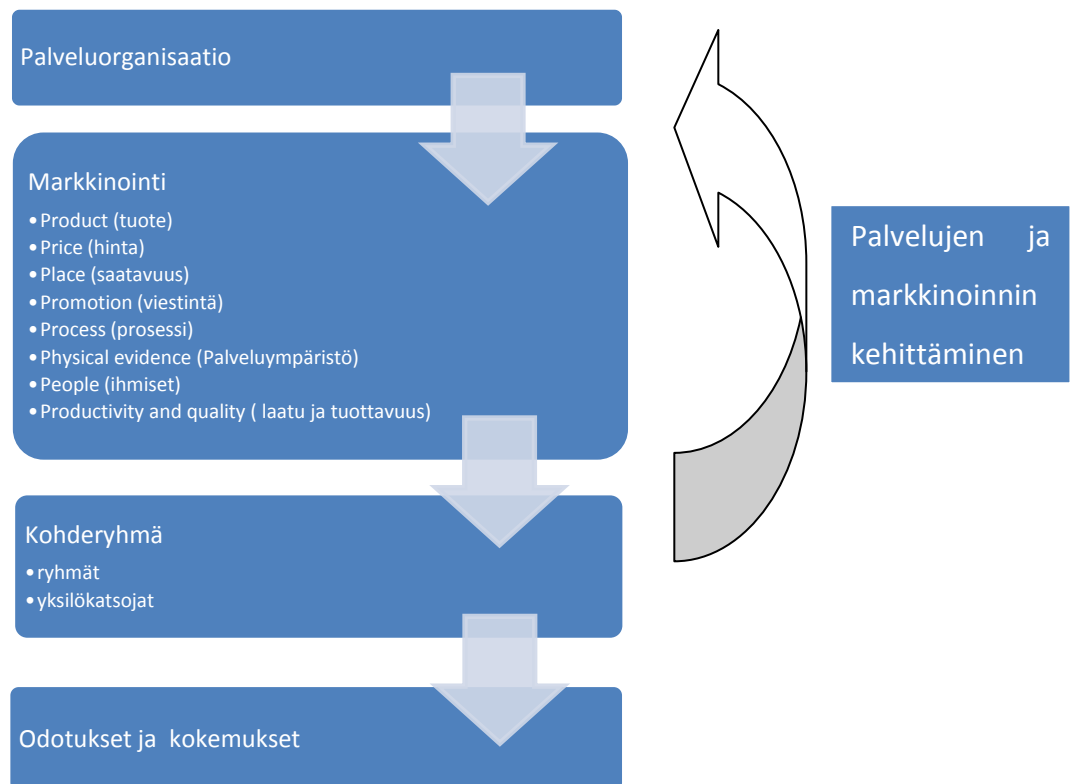 Palveluorganisaatio
Markkinointi
•Product (tuote)
•Price (hinta)
•Place (saatavuus)
•Promotion (viestintä)
•Process (prosessi)
•Physical evidence (Palveluympäristö)
•People (ihmiset)
•Productivity and quality ( laatu ja tuottavuus)
Kohderyhmä
•ryhmät
•yksilökatsojat
Odotukset ja kokemukset
Palvelujen ja
markkinoinnin
kehittäminen